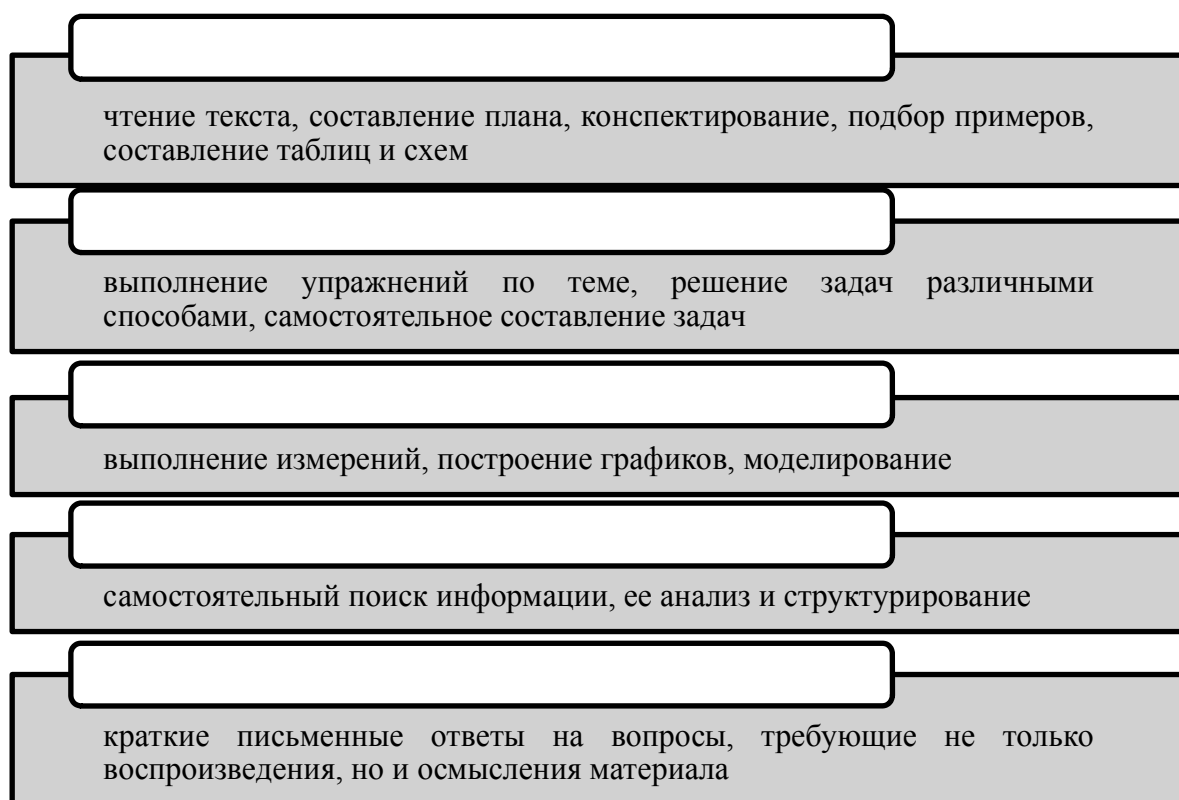 чтение текста, составление плана, конспектирование, подбор примеров,
составление таблиц и схем
выполнение упражнений по теме, решение задач различными
способами, самостоятельное составление задач
выполнение измерений, построение графиков, моделирование
самостоятельный поиск информации, ее анализ и структурирование
краткие письменные ответы на вопросы, требующие не только
воспроизведения, но и осмысления материала